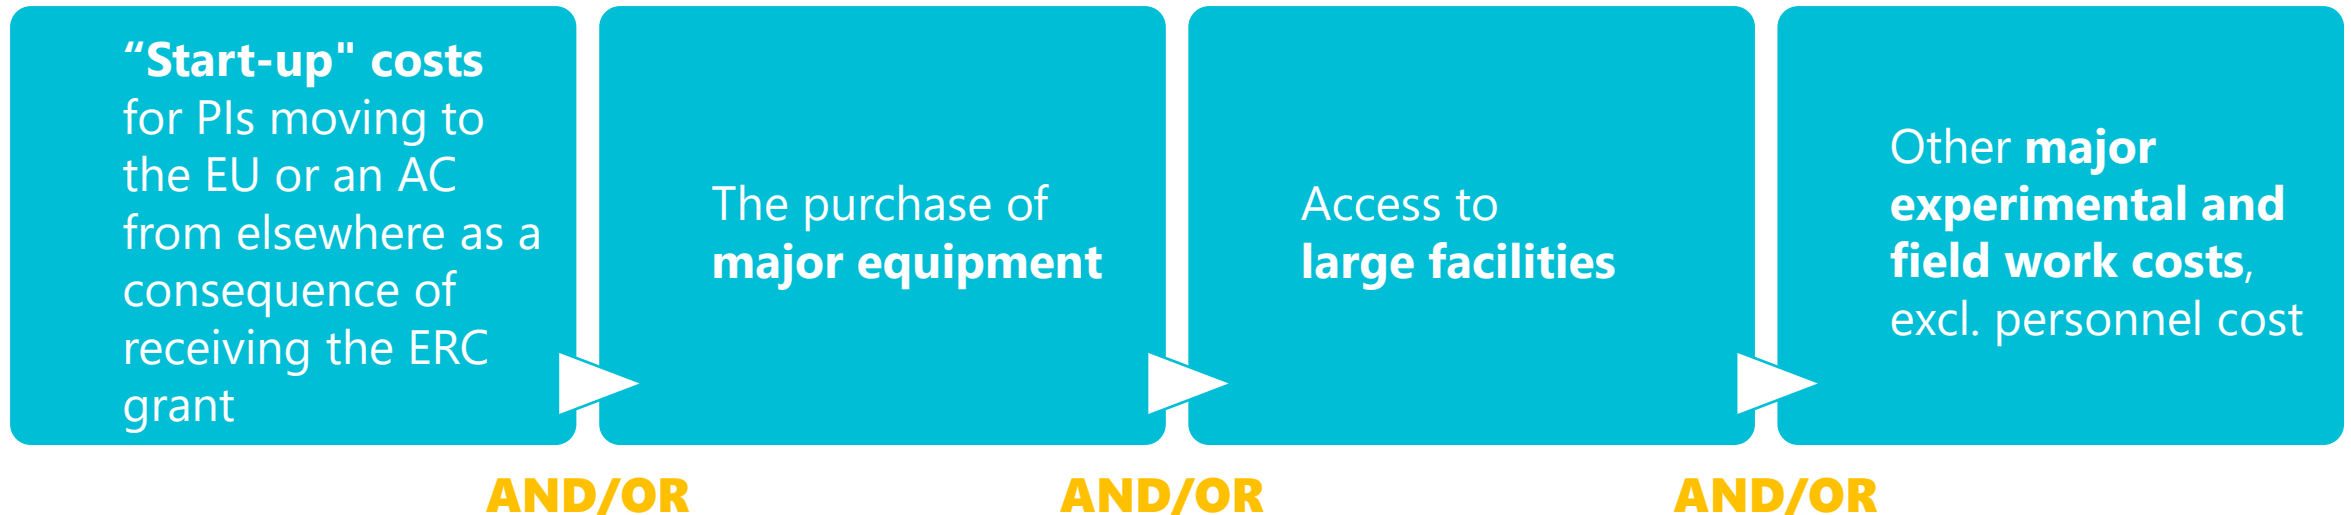 “Start-up" costs
for PIs moving to
the EU or an AC
from elsewhere as a
consequence of
receiving the ERC
grant
The purchase of
major equipment
Access to
large facilities
Other major
experimental and
field work costs,
excl. personnel cost
AND/OR
AND/OR
AND/OR